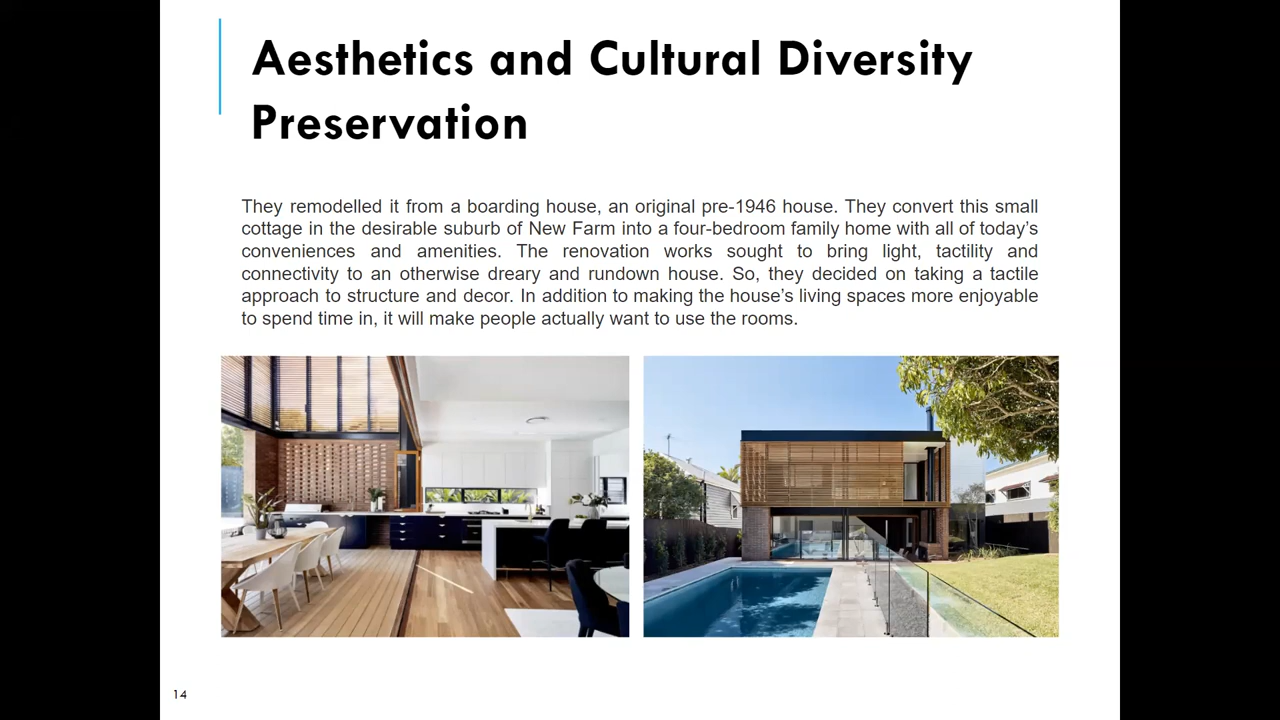 Aesthetics and Cultural Diversity
Preservation
They remodelled it from a boarding house, an original pre-1946 house. They convert this small
cottage in the desirable suburb of New Farm into a four-bedroom family home with all of today’s
conveniences and amenities. The renovation works sought to bring light, tactility and
connectivity to an otherwise dreary and rundown house. So, they decided on taking a tactile
approach to structure and decor. In addition to making the house’s living spaces more enjoyable
to spend time in, it will make people actually want to use the rooms.
14